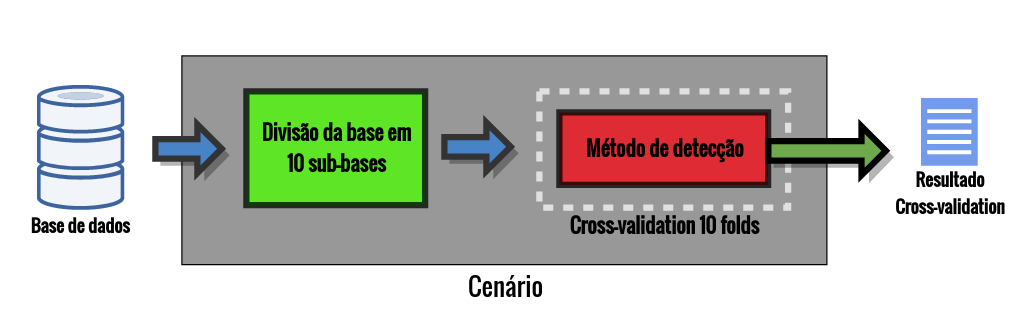 Base de dados
Divisão da base em
10 sub-bases
Método de detecção
Cross-validation 10 folds
Resultado
Cross-validation
Cenário